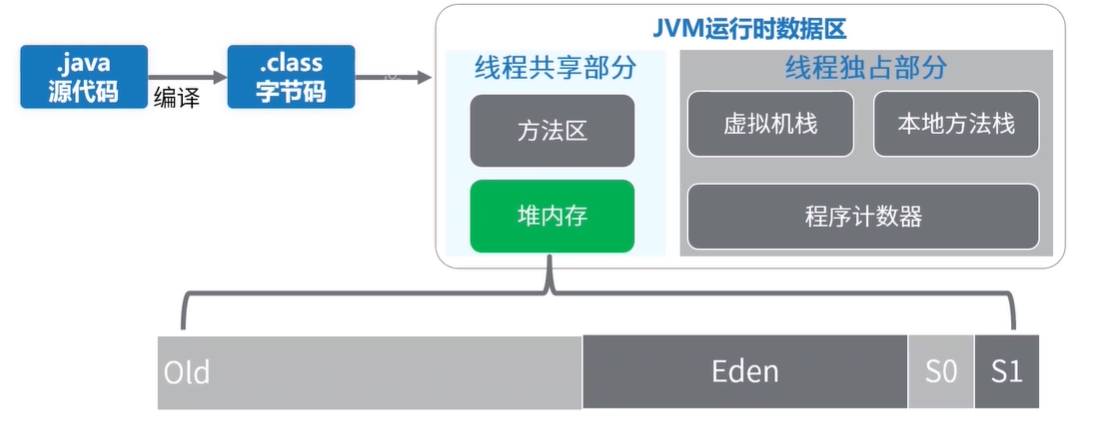 .java
源代码
编译
.class
字节码
JVM运行时数据区
线程共享部分
线程独占部分
方法区
虚拟机栈
本地方法栈
堆内存
程序计数器
Old
Eden
S0
S1